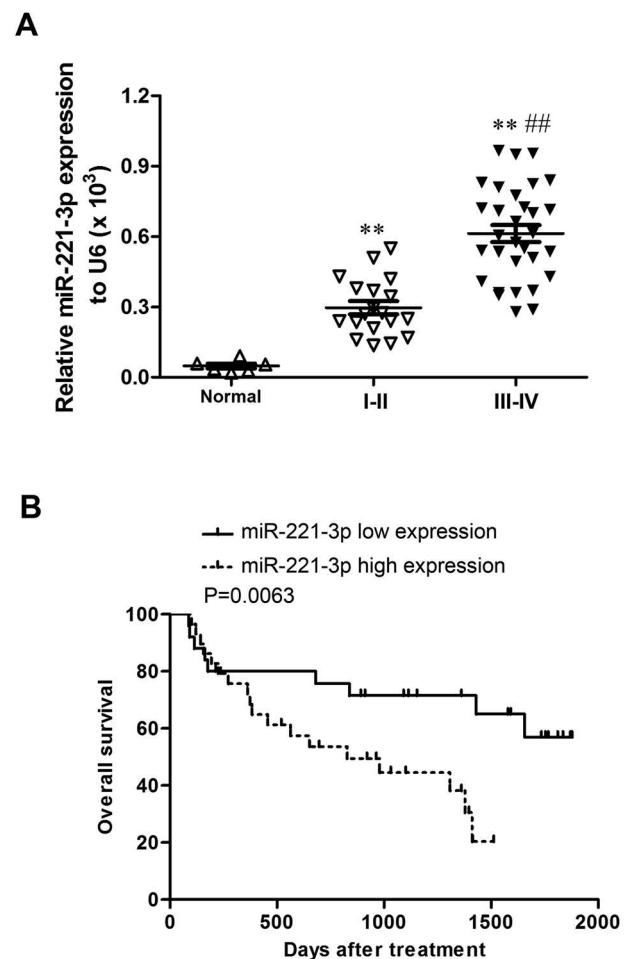 A
Relative miR-221-3p expression
to U6 (x 10³)
1.2
0.9
0.6
0.3
0.0
**
** ##
Normal
I-II
III-IV
B
miR-221-3p low expression
miR-221-3p high expression
P=0.0063
Overall survival
100
80
60
40
20
0
0
500
1000
1500
2000
Days after treatment